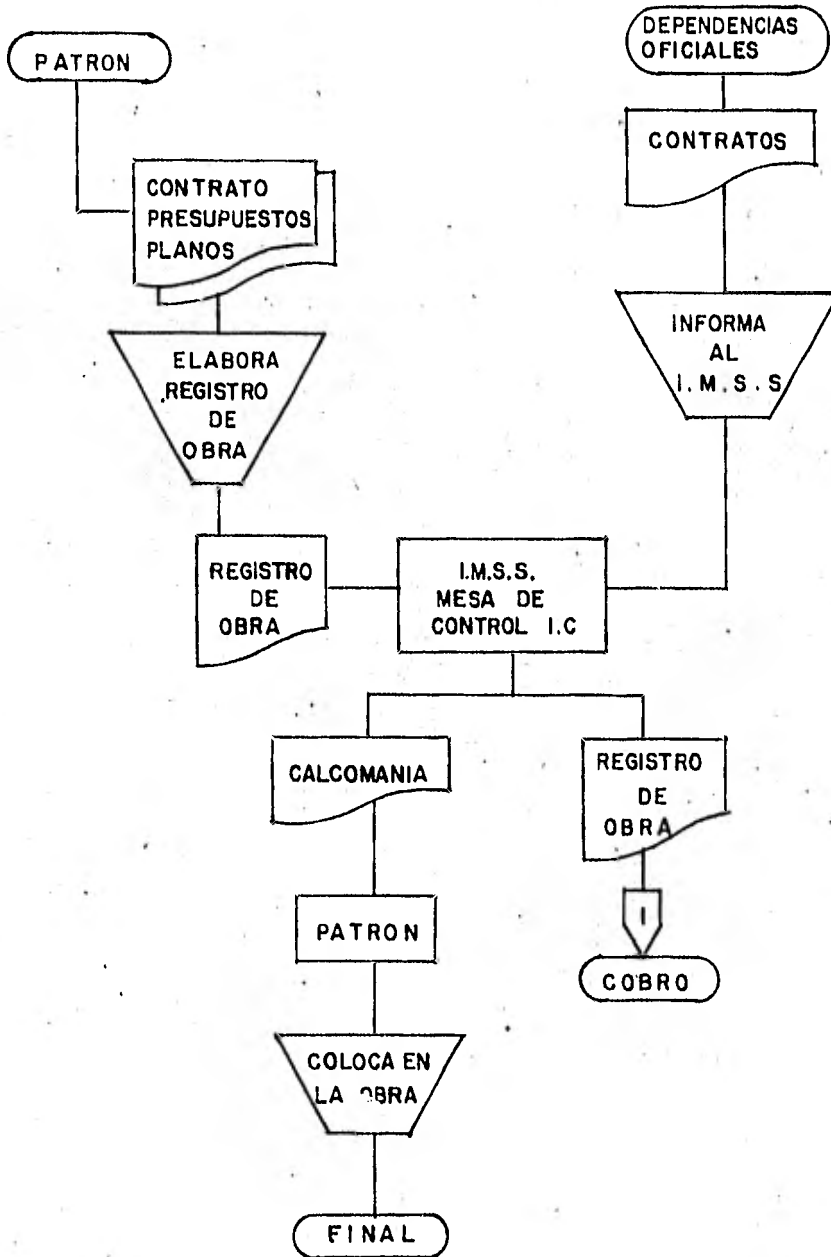 PATRON
DEPENDENCIAS
OFICIALES
CONTRATOS
CONTRATO
PRESUPUESTOS
PLANOS
INFORMA
AL
I.M.S.S
ELABORA
REGISTRO
DE
OBRA
REGISTRO
DE
OBRA
I.M.S.S.
MESA DE
CONTROL I.C
CALCOMANIA
REGISTRO
DE
OBRA
I
PATRON
COBRO
COLOCA EN
LA OBRA
FINAL